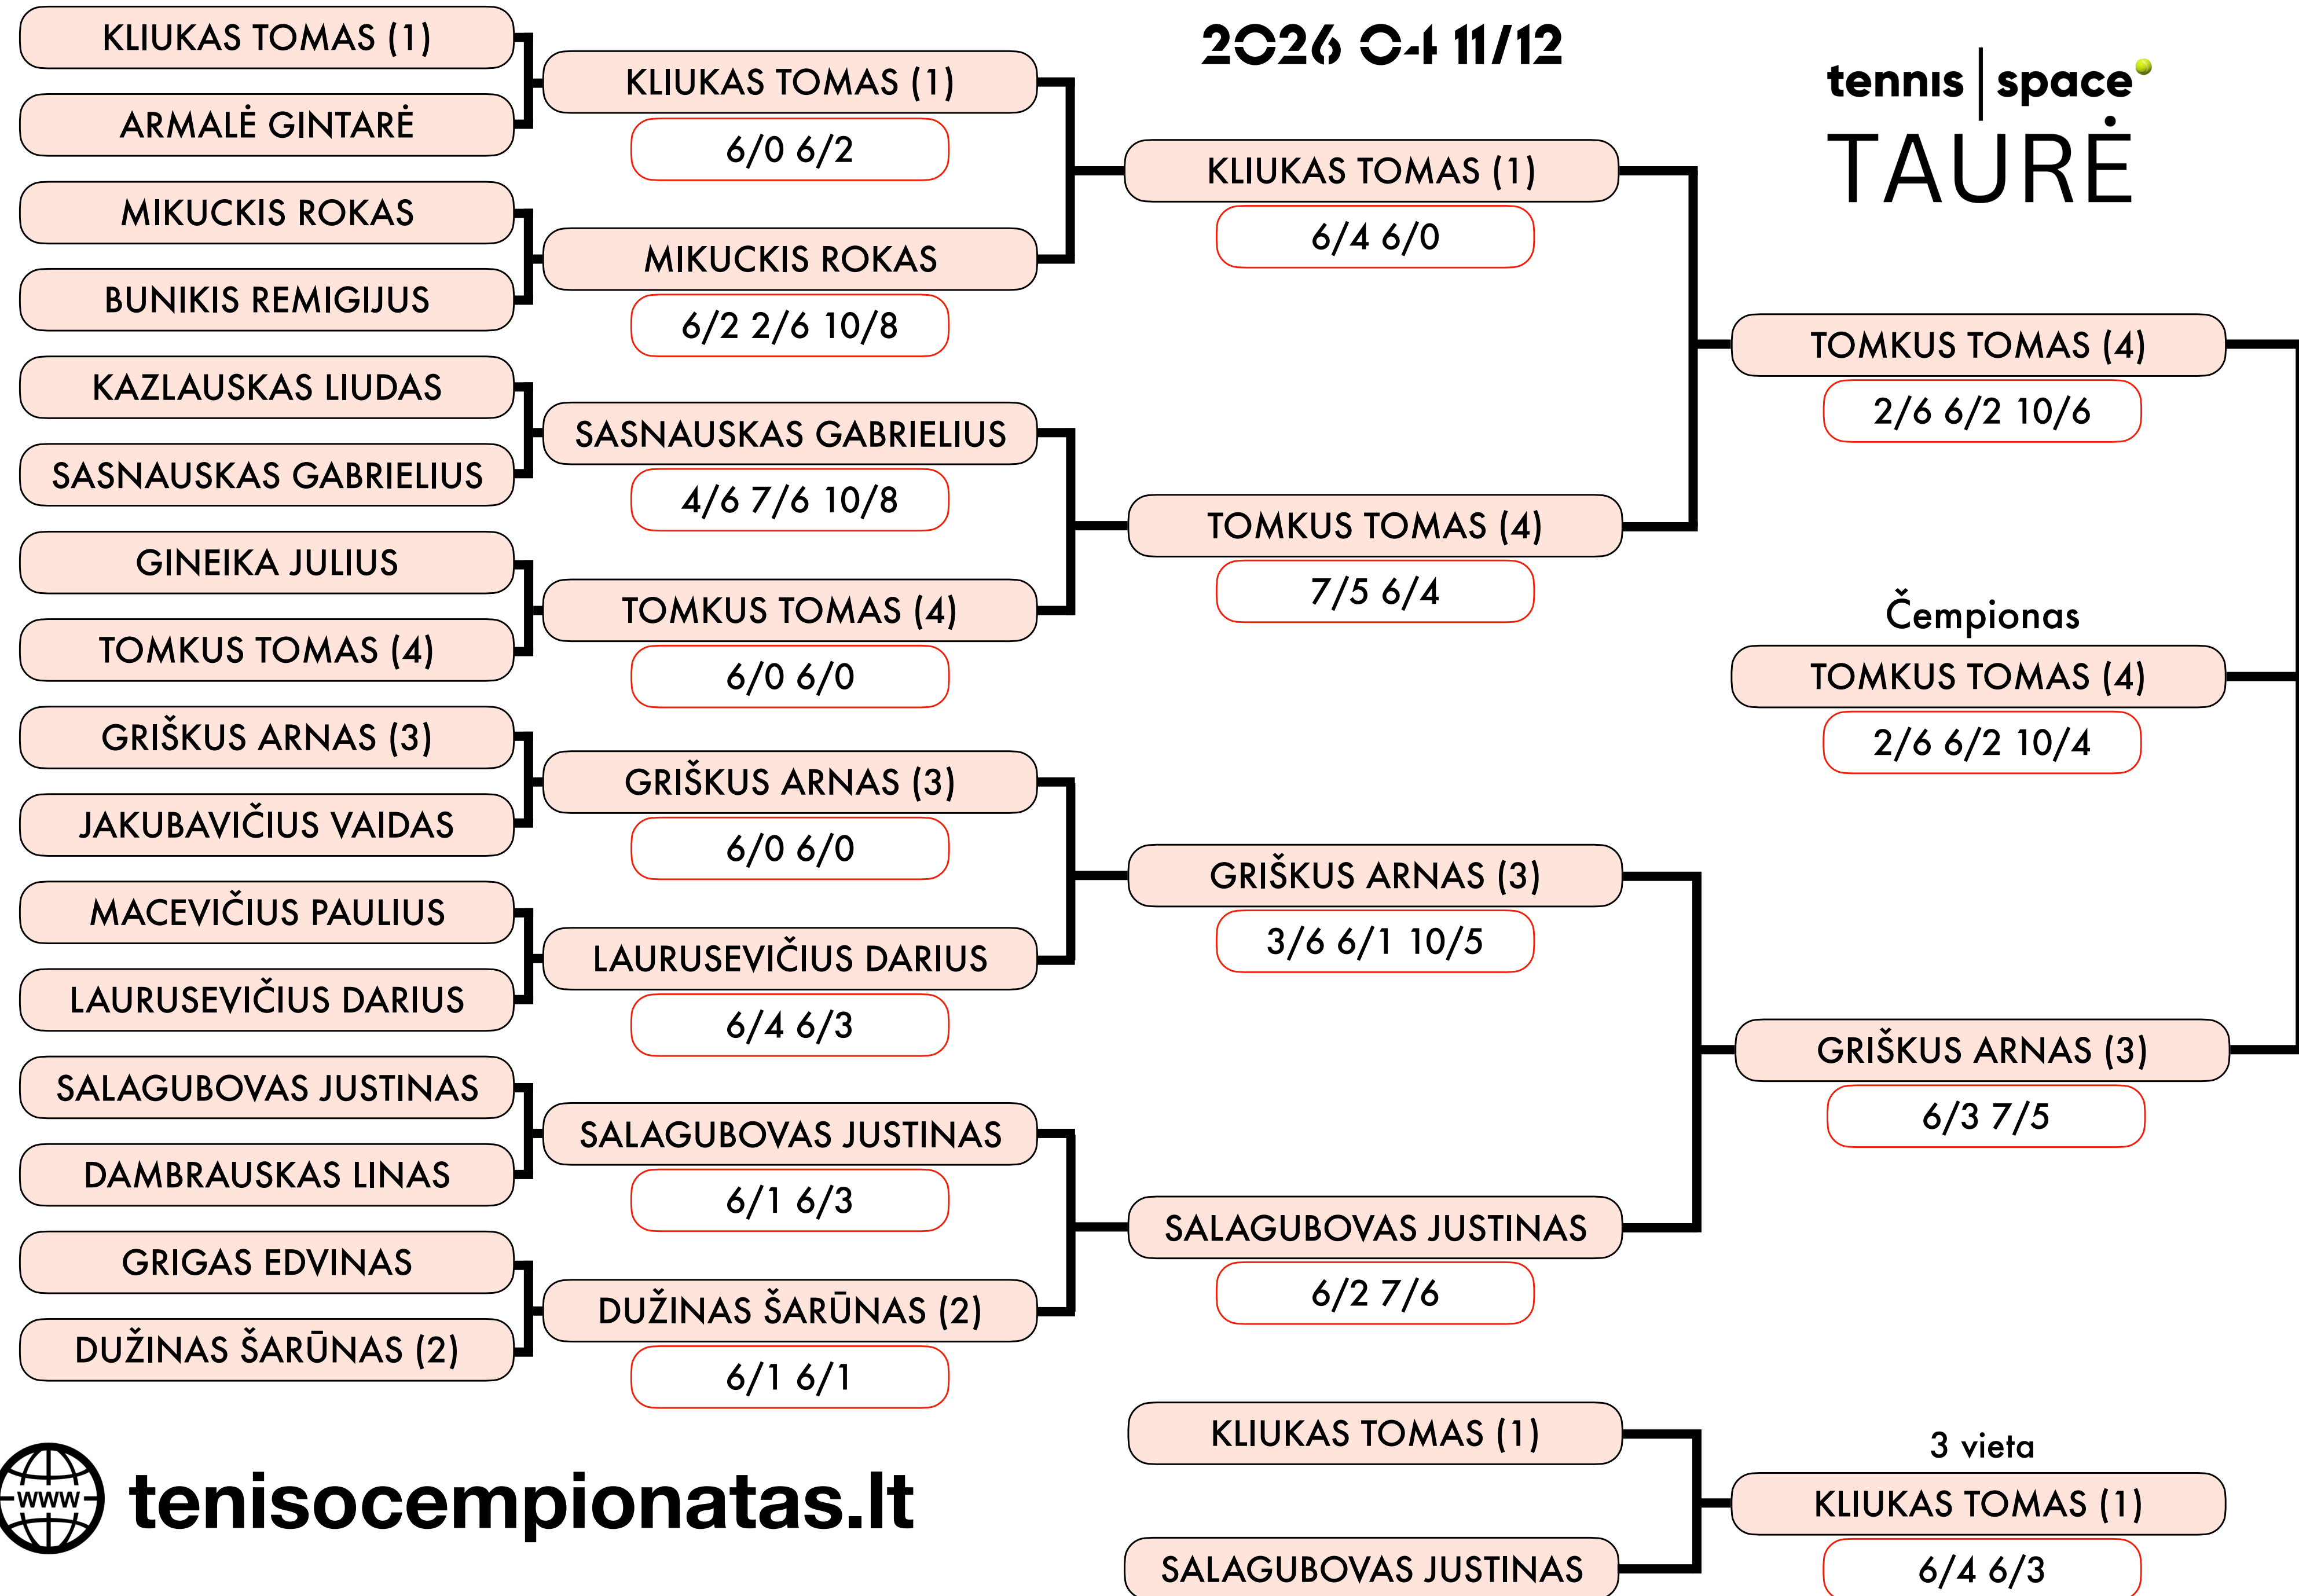 2026 04 11/12
tennis | space
TAURĖ
KLIUKAS TOMAS (1)
ARMALĖ GINTARĖ
MIKUCKIS ROKAS
BUNIKIS REMIGIJUS
KAZLAUSKAS LIUDAS
SASNAUSKAS GABRIELIUS
GINEIKA JULIUS
TOMKUS TOMAS (4)
GRIŠKUS ARNAS (3)
JAKUBAVIČIUS VAIDAS
MACEVIČIUS PAULIUS
LAURUSEVIČIUS DARIUS
SALAGUBOVAS JUSTINAS
DAMBRAUSKAS LINAS
GRIGAS EDVINAS
DUŽINAS ŠARŪNAS (2)
KLIUKAS TOMAS (1)
6/0 6/2
MIKUCKIS ROKAS
6/2 2/6 10/8
SASNAUSKAS GABRIELIUS
4/6 7/6 10/8
TOMKUS TOMAS (4)
6/0 6/0
GRIŠKUS ARNAS (3)
6/0 6/0
LAURUSEVIČIUS DARIUS
6/4 6/3
SALAGUBOVAS JUSTINAS
6/1 6/3
DUŽINAS ŠARŪNAS (2)
6/1 6/1
KLIUKAS TOMAS (1)
6/4 6/0
TOMKUS TOMAS (4)
7/5 6/4
GRIŠKUS ARNAS (3)
3/6 6/1 10/5
SALAGUBOVAS JUSTINAS
6/2 7/6
TOMKUS TOMAS (4)
2/6 6/2 10/6
Čempionas
TOMKUS TOMAS (4)
2/6 6/2 10/4
GRIŠKUS ARNAS (3)
6/3 7/5
KLIUKAS TOMAS (1)
SALAGUBOVAS JUSTINAS
3 vieta
KLIUKAS TOMAS (1)
6/4 6/3
WWW
tenisocempionatas.lt